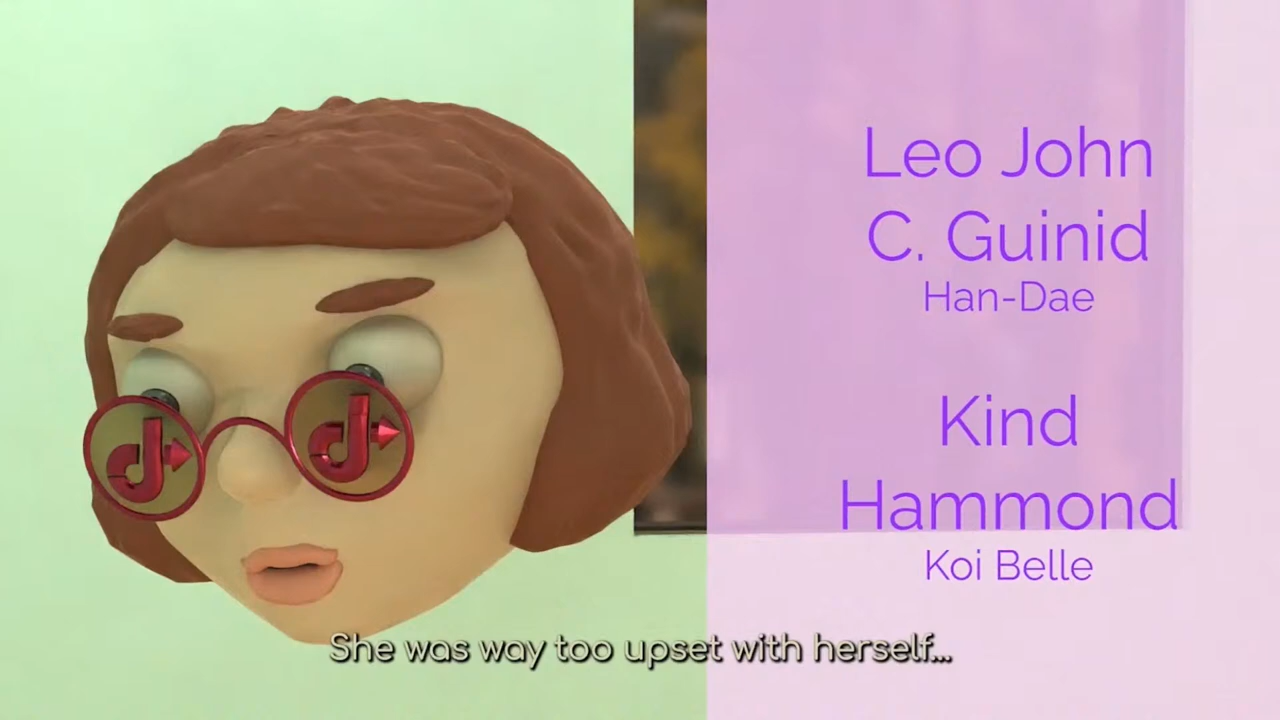 Leo John
C. Guinid
Han-Dae
Kind
Hammond
Koi Belle
She was way too upset with herself...